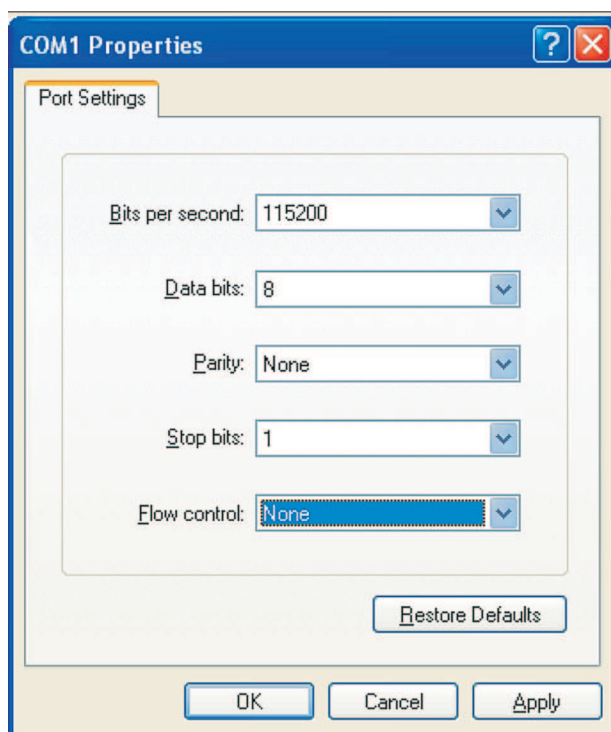 COM1 Properties
Port Settings
Bits per second: 115200
Data bits: 8
Parity: None
Stop bits: 1
Flow control: None
Restore Defaults
OK Cancel Apply